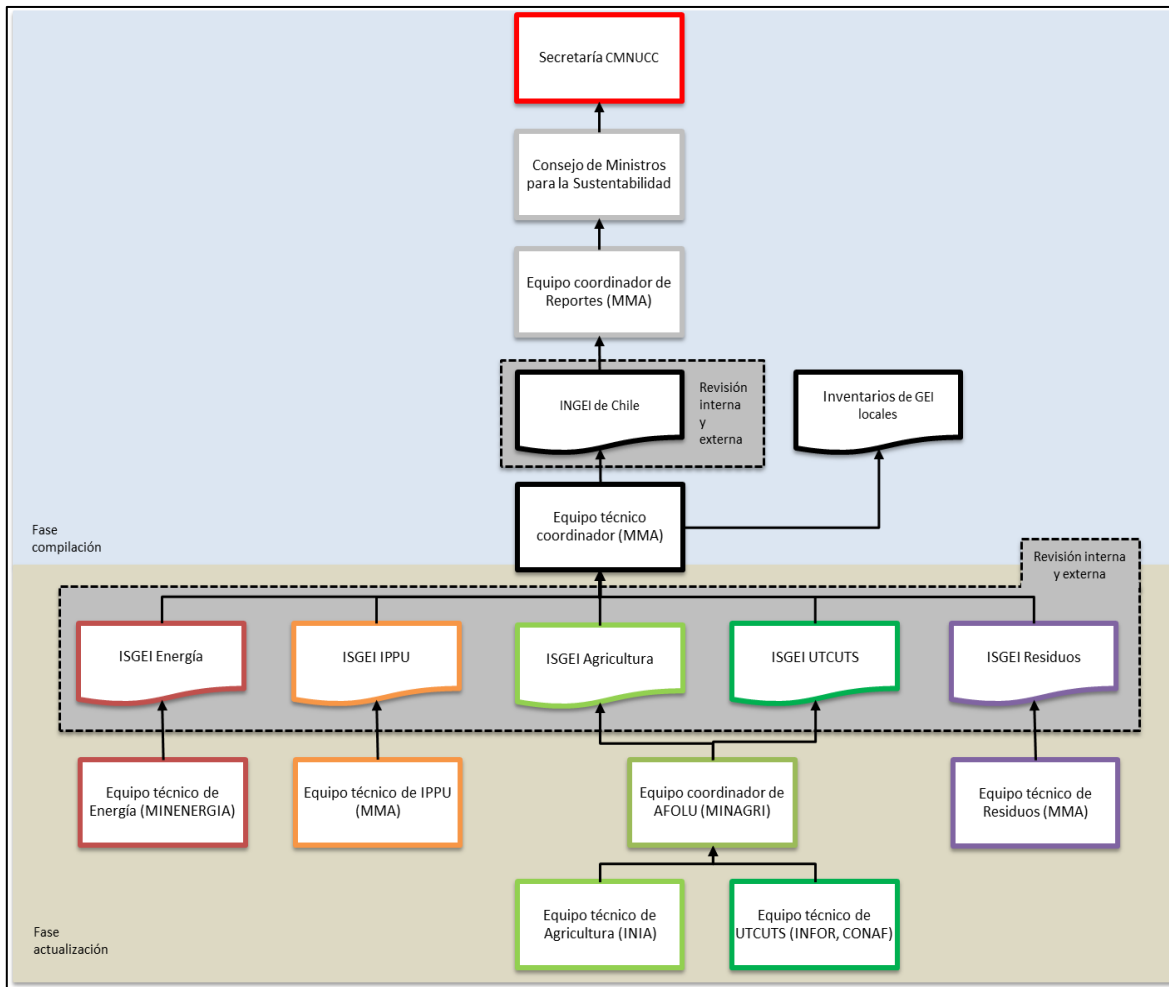 Secretaría CMNUCC
Consejo de Ministros
para la Sustentabilidad
Equipo coordinador de
Reportes (MMA)
INGEI de Chile
Revisión
interna
y
externa
Inventarios de GEI
locales
Equipo técnico
coordinador (MMA)
Fase
compilación
Revisión interna
y externa
ISGEI Energía
ISGEI IPPU
ISGEI Agricultura
ISGEI UTCUTS
ISGEI Residuos
Equipo técnico de
Energía (MINENERGIA)
Equipo técnico de IPPU
(MMA)
Equipo coordinador de
AFOLU (MINAGRI)
Equipo técnico de
Residuos (MMA)
Equipo técnico de
Agricultura (INIA)
Equipo técnico de
UTCUTS (INFOR, CONAF)
Fase
actualización